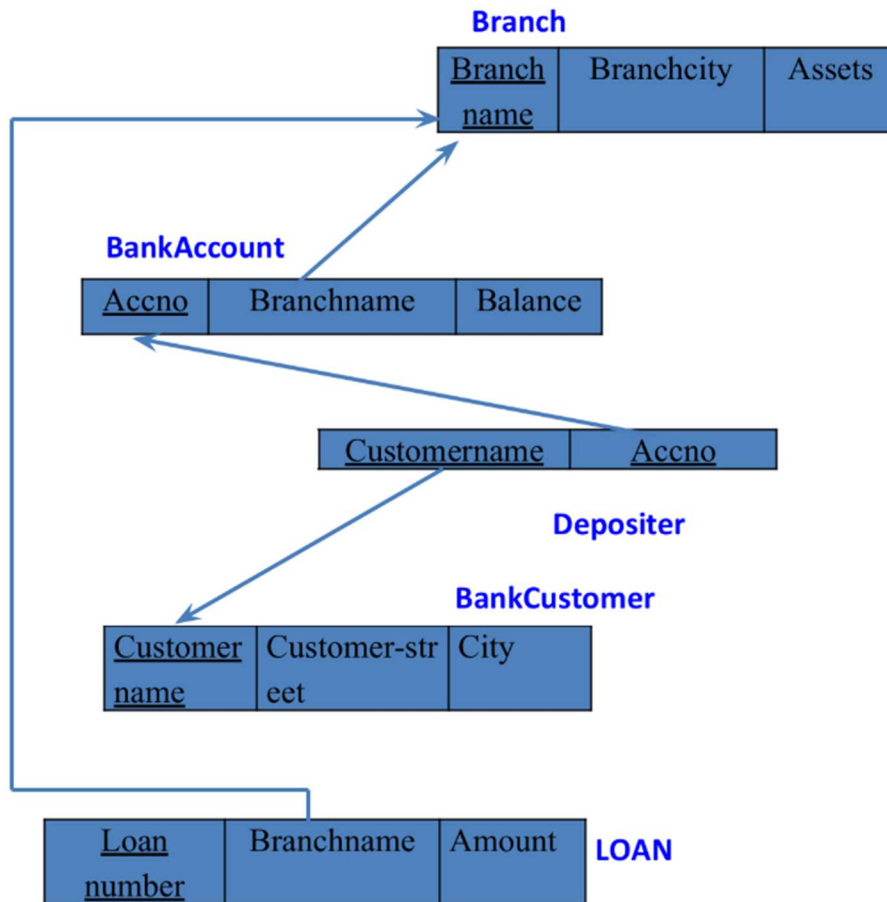 Branch
Branch Branchcity Assets
name
BankAccount
Accno Branchname Balance
Customername Accno
Depositer
BankCustomer
Customer Customer-str City
name eet
Loan Branchname Amount
number
LOAN